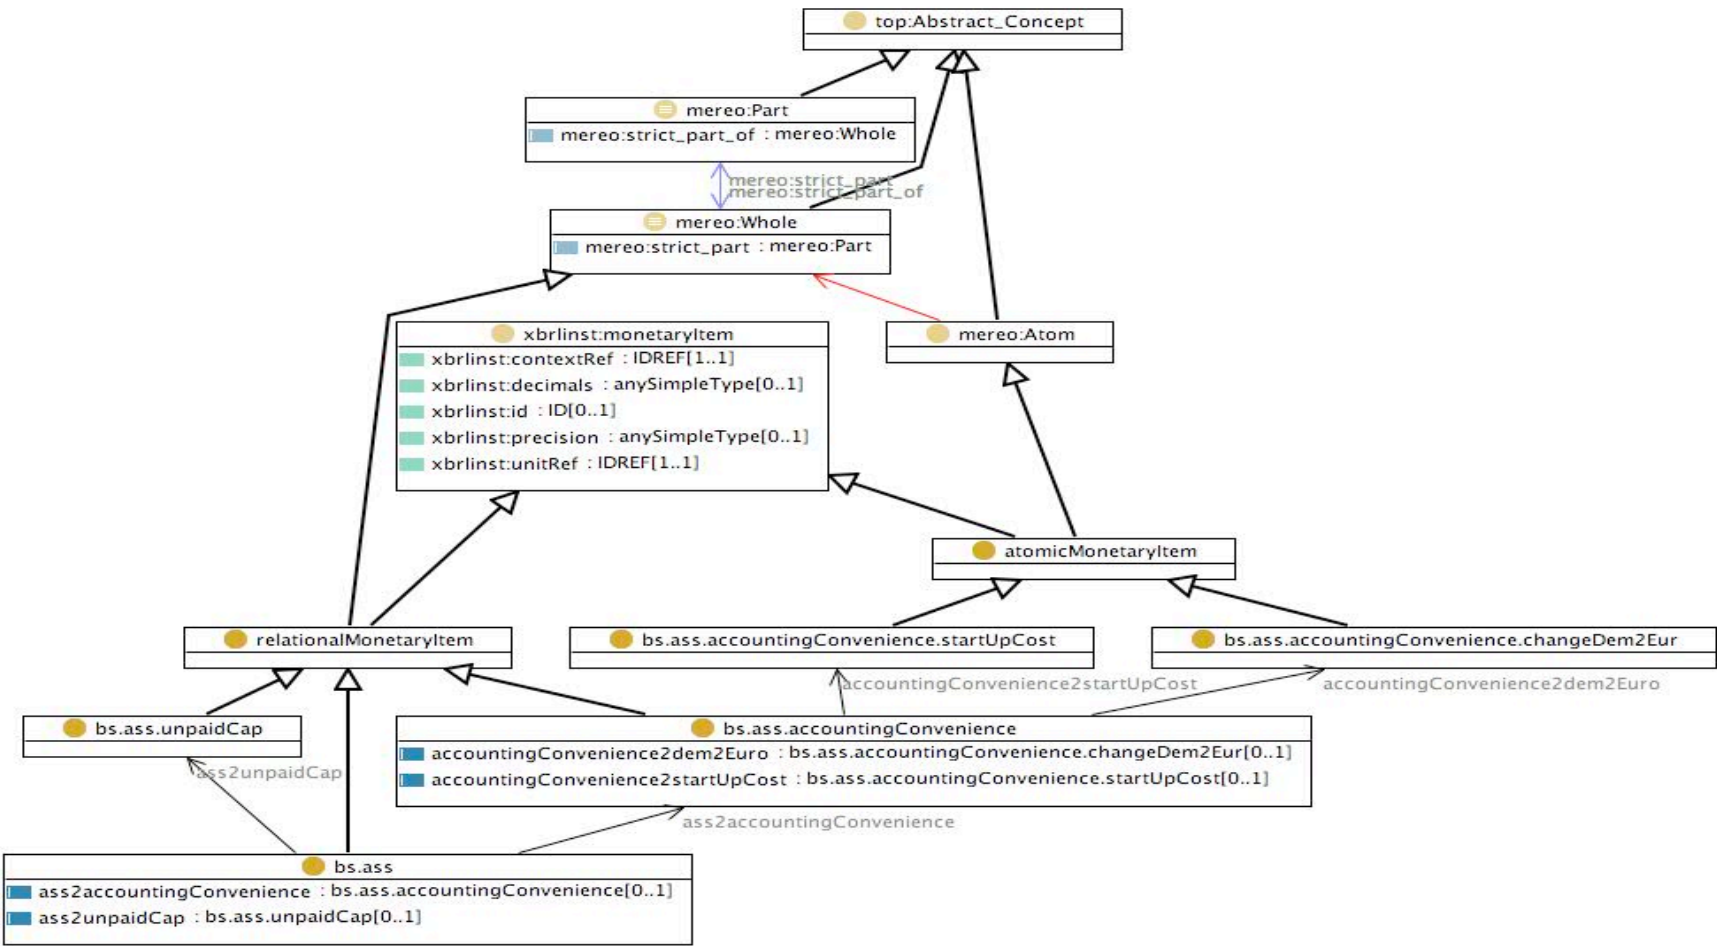 top:Abstract_Concept
mereo:Part
mereo:strict_part_of : mereo:Whole
mereo:strict_part
mereo:strict_part_of
mereo:Whole
mereo:strict_part : mereo:Part
xbrlinst:monetaryItem
xbrlinst:contextRef : IDREF[1..1]
xbrlinst:decimals : anySimpleType[0..1]
xbrlinst:id : ID[0..1]
xbrlinst:precision : anySimpleType[0..1]
xbrlinst:unitRef : IDREF[1..1]
mereo:Atom
atomicMonetaryItem
relationalMonetaryItem
bs.ass.accountingConvenience.startUpCost
bs.ass.accountingConvenience.changeDem2Eur
accountingConvenience2startUpCost
accountingConvenience2dem2Euro
bs.ass.unpaidCap
bs.ass.accountingConvenience
accountingConvenience2dem2Euro : bs.ass.accountingConvenience.changeDem2Eur[0..1]
accountingConvenience2startUpCost : bs.ass.accountingConvenience.startUpCost[0..1]
ass2unpaidCap
ass2accountingConvenience
bs.ass
ass2accountingConvenience : bs.ass.accountingConvenience[0..1]
ass2unpaidCap : bs.ass.unpaidCap[0..1]